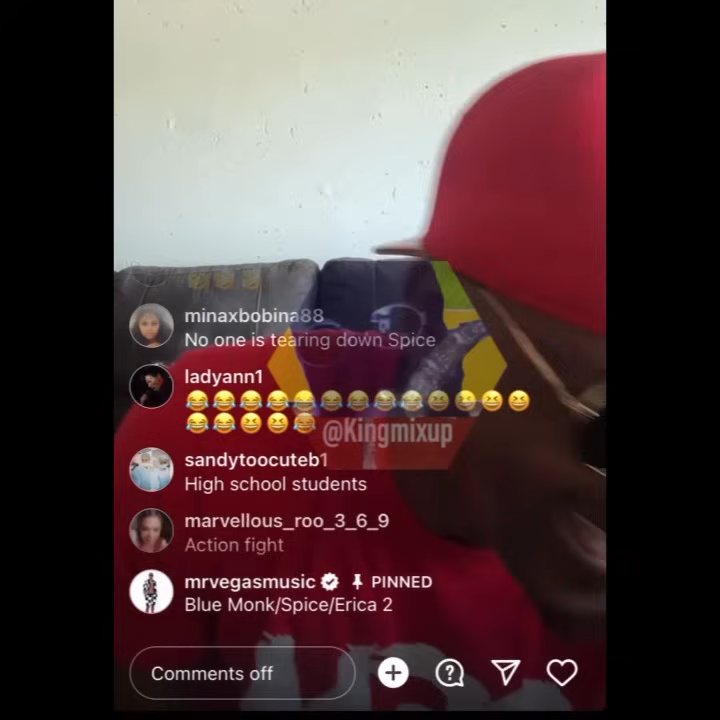 minaxbobina88
No one is tearing down Spice
ladyann1
😂😂😂😂😂😂😂😂😂😆😆😆😆
😂😂😆😆😂
@Kingmixup
sandytoocuteb1
High school students
marvellous_roo_3_6_9
Action fight
mrvegasmusic PINNED
Blue Monk/Spice/Erica 2
Comments off